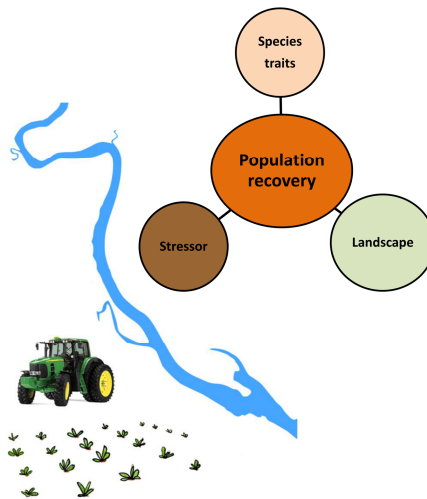 Species
traits
Population
recovery
Stressor
Landscape